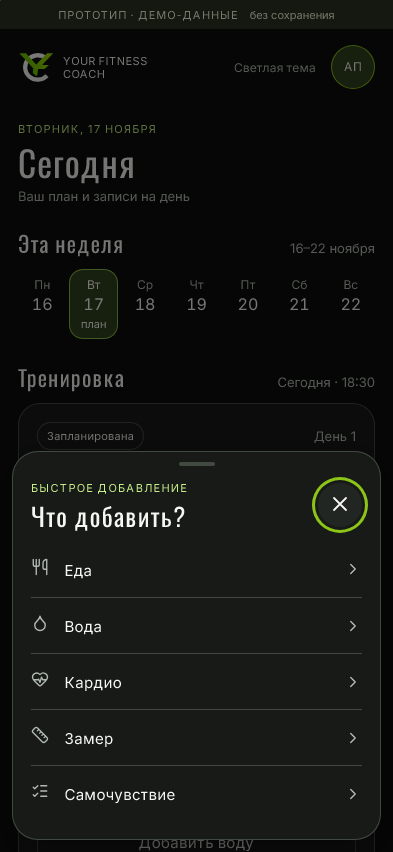 ПРОТОТИП · ДЕМО-ДАННЫЕ без сохранения
YOUR FITNESS
COACH
Светлая тема
АП
ВТОРНИК, 17 НОЯБРЯ
Сегодня
Ваш план и записи на день
Эта неделя
16–22 ноября
Пн Вт Ср Чт Пт Сб Вс
16 17 18 19 20 21 22
план
Тренировка
Сегодня · 18:30
Запланирована
День 1
БЫСТРОЕ ДОБАВЛЕНИЕ
Что добавить?
Еда
Вода
Кардио
Замер
Самочувствие
Добавить воду